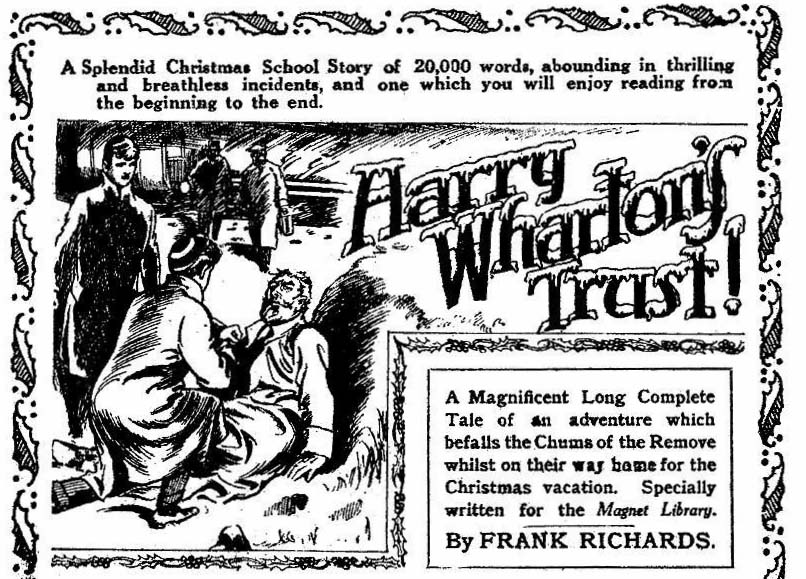 A Splendid Christmas School Story of 20,000 words, abounding in thrilling
and breathless incidents, and one which you will enjoy reading from
the beginning to the end.
Harry
Wharton's
Trust!
A Magnificent Long Complete
Tale of an adventure which
befalls the Chums of the Remove
whilst on their way home for the
Christmas vacation. Specially
written for the Magnet Library.
By FRANK RICHARDS.